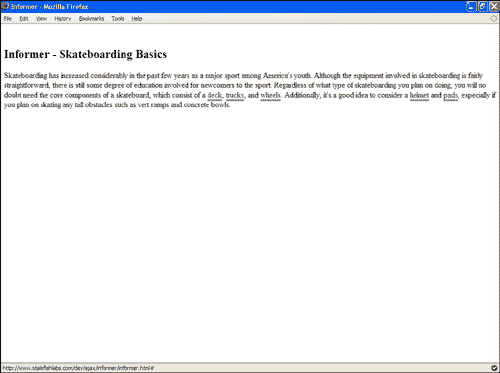 Informer - Mozilla Firefox
File Edit View History Bookmarks Tools Help
Informer - Skateboarding Basics
Skateboarding has increased considerably in the past few years as a major sport among America's youth. Although the equipment involved in skateboarding is fairly
straightforward, there is still some degree of education involved for newcomers to the sport. Regardless of what type of skateboarding you plan on doing, you will no
doubt need the core components of a skateboard, which consist of a deck, trucks, and wheels. Additionally, it's a good idea to consider a helmet and pads, especially if
you plan on skating any tall obstacles such as vert ramps and concrete bowls.
http://www.stalefishlabs.com/dev/ajax/informer/informer.html#